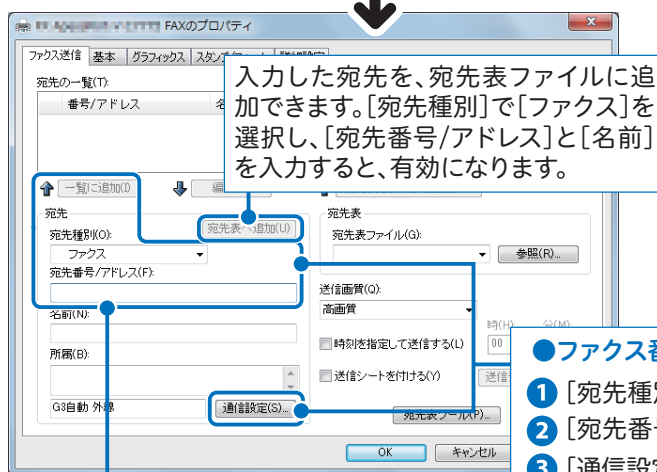 FAXのプロパティ
ファクス送信 基本 グラフィックス
宛先の一覧(T):
番号/アドレス
入力した宛先を、宛先表ファイルに追
加できます。[宛先種別]で[ファクス]を
選択し、[宛先番号/アドレス]と[名前]
を入力すると、有効になります。
一覧に追加(I)
宛先
宛先種別(O):
宛先表へ追加(U)
ファクス
宛先番号/アドレス(F):
名前(N):
所属(B):
G3自動 外線
通信設定(S)...
宛先表
宛先表ファイル(G):
参照(R)...
送信画質(Q):
高画質
時刻を指定して送信する(L)
時(H)
分(M):
00
送信シートを付ける(Y)
送信
宛先表ツール(P)...
OK
キャンセル
●ファクス番
1 [宛先種別
2 [宛先番号
3 [通信設定